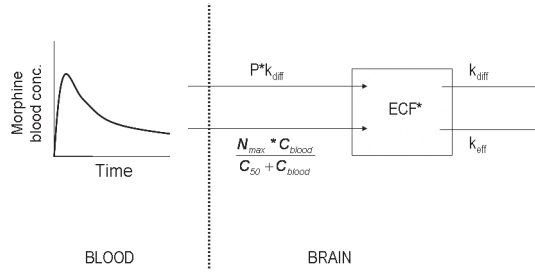 Morphine
blood conc.
Time
P*k_diff
N_max * C_blood
C_50 + C_blood
ECF*
k_diff
k_eff
BLOOD
BRAIN